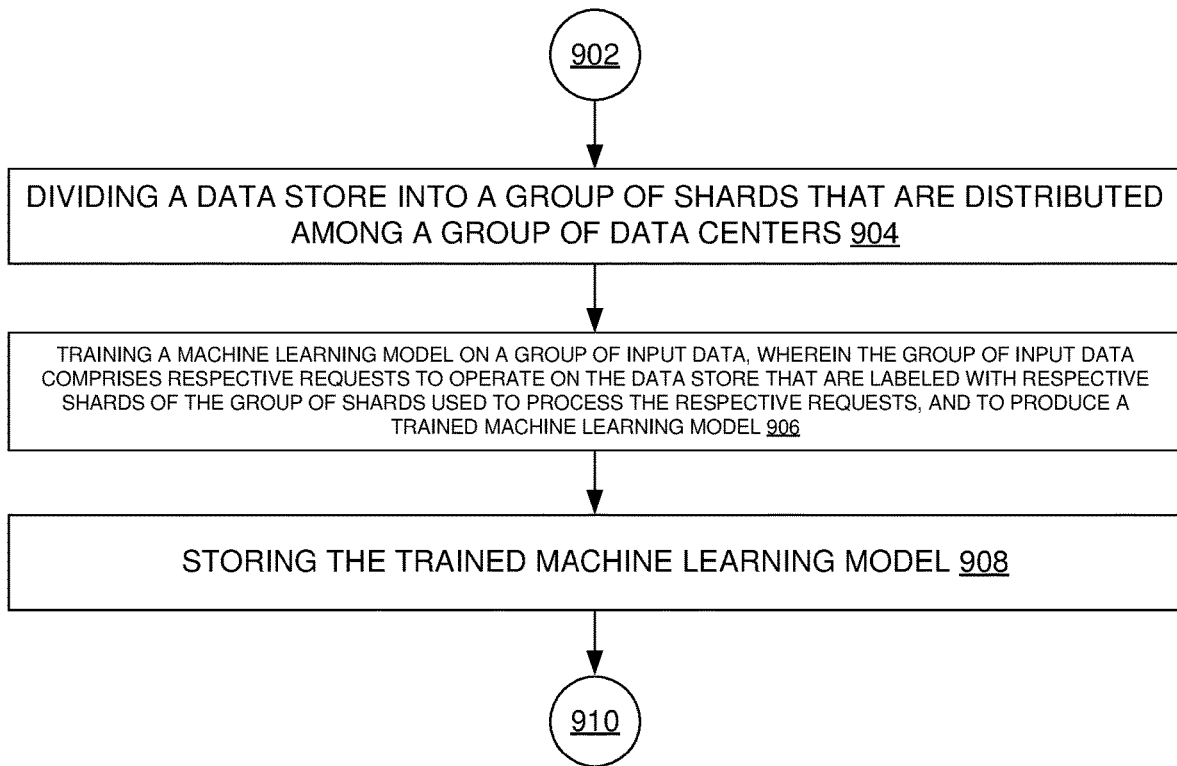 902
DIVIDING A DATA STORE INTO A GROUP OF SHARDS THAT ARE DISTRIBUTED
AMONG A GROUP OF DATA CENTERS 904
TRAINING A MACHINE LEARNING MODEL ON A GROUP OF INPUT DATA, WHEREIN THE GROUP OF INPUT DATA
COMPRISES RESPECTIVE REQUESTS TO OPERATE ON THE DATA STORE THAT ARE LABELED WITH RESPECTIVE
SHARDS OF THE GROUP OF SHARDS USED TO PROCESS THE RESPECTIVE REQUESTS, AND TO PRODUCE A
TRAINED MACHINE LEARNING MODEL 906
STORING THE TRAINED MACHINE LEARNING MODEL 908
910